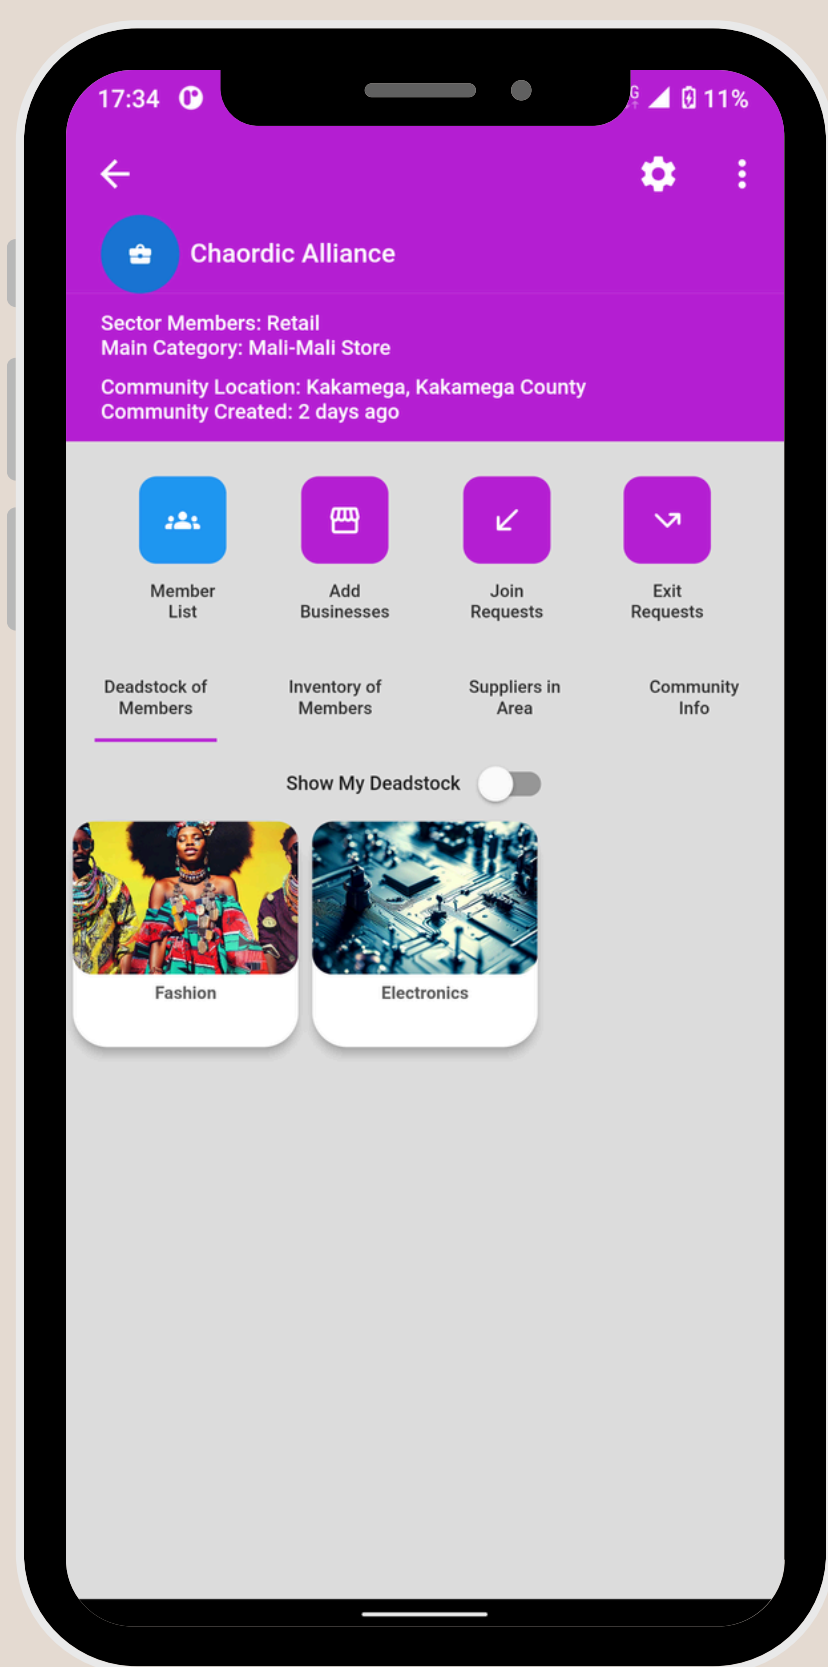 17:34
G
11%
Chaordic Alliance
Sector Members: Retail
Main Category: Mali-Mali Store
Community Location: Kakamega, Kakamega County
Community Created: 2 days ago
Member
List
Add
Businesses
Join
Requests
Exit
Requests
Deadstock of
Members
Inventory of
Members
Suppliers in
Area
Community
Info
Show My Deadstock
Fashion
Electronics